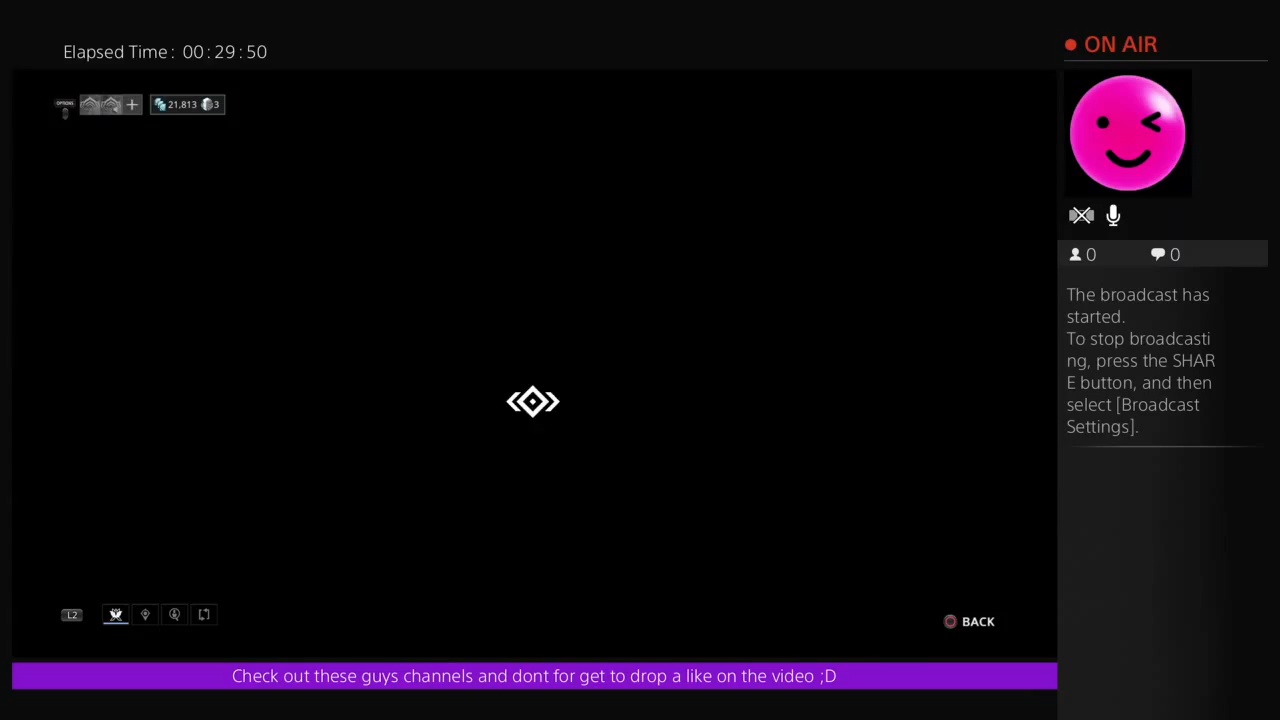 Elapsed Time: 00:29:50
ON AIR
OPTIONS
21,813 3
0 0
The broadcast has
started.
To stop broadcasti
ng, press the SHAR
E button, and then
select [Broadcast
Settings].
L2
BACK
Check out these guys channels and dont for get to drop a like on the video ;D